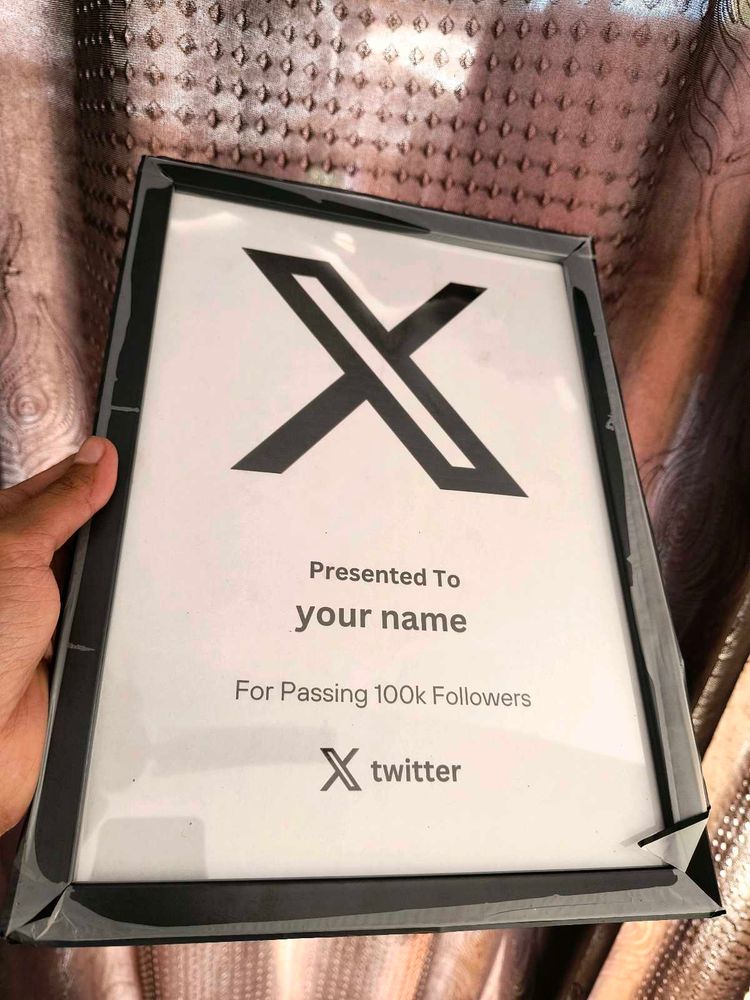 X
Presented To
your name
For Passing 100k Followers
X twitter